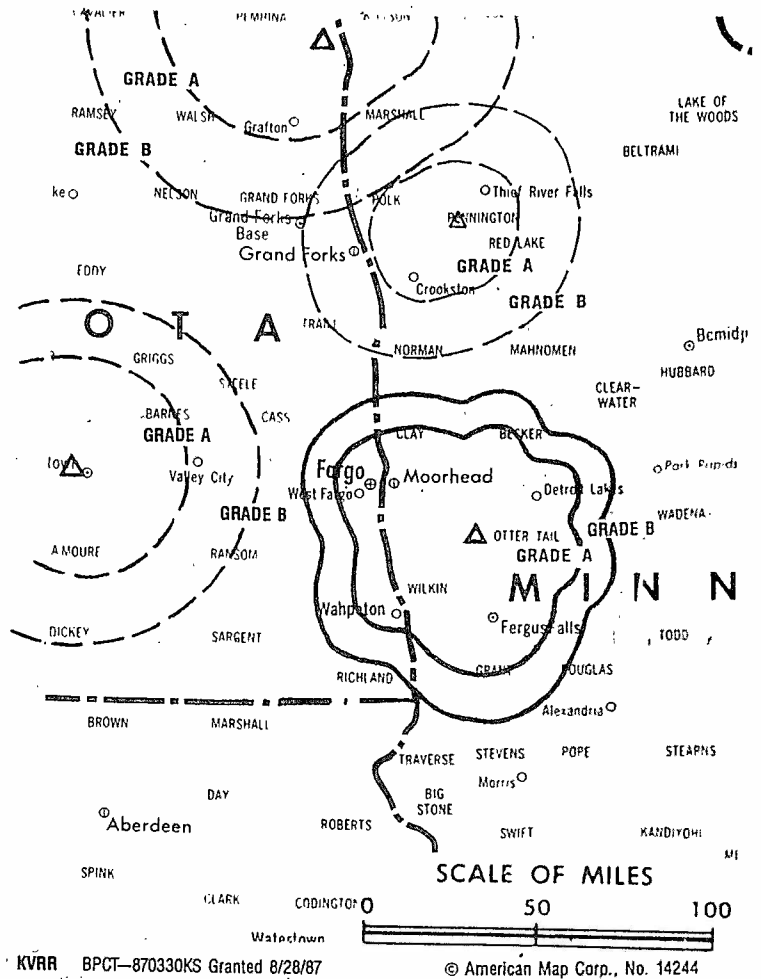 PEMBINA
GRADE A
RAMSEY WALSH MARSHALL
LAKE OF
THE WOODS
Grafton
GRADE B
BELTRAMI
ke NELSON GRAND FORKS POLK Thief River Falls
Grand Forks
Base
PENNINGTON
Grand Forks
RED LAKE
GRADE A
EDDY
Crookston
GRADE B
O T A
TRAILL
Bemidji
GRIGGS NORMAN MAHNOMEN
HUBBARD
STEELE
CLEAR-
WATER
BARNES CASS
GRADE A
CLAY BECKER
Valley City
Fargo Moorhead
Park Rapids
West Fargo Detroit Lakes
GRADE B
WADENA
GRADE B
OTTER TAIL
AMOURE RANSOM
GRADE A
WILKIN
M I N N
Wahpeton
Fergus Falls
DICKEY SARGENT
TODD
RICHLAND GRANT DOUGLAS
Alexandria
BROWN MARSHALL
TRAVERSE STEVENS POPE STEARNS
Morris
DAY
BIG
STONE
Aberdeen
ROBERTS SWIFT KANDIYOHI
ME
SPINK
SCALE OF MILES
CLARK CODINGTON
0 50 100
Watertown
KVRR BPCT-870330KS Granted 8/28/87
© American Map Corp., No. 14244